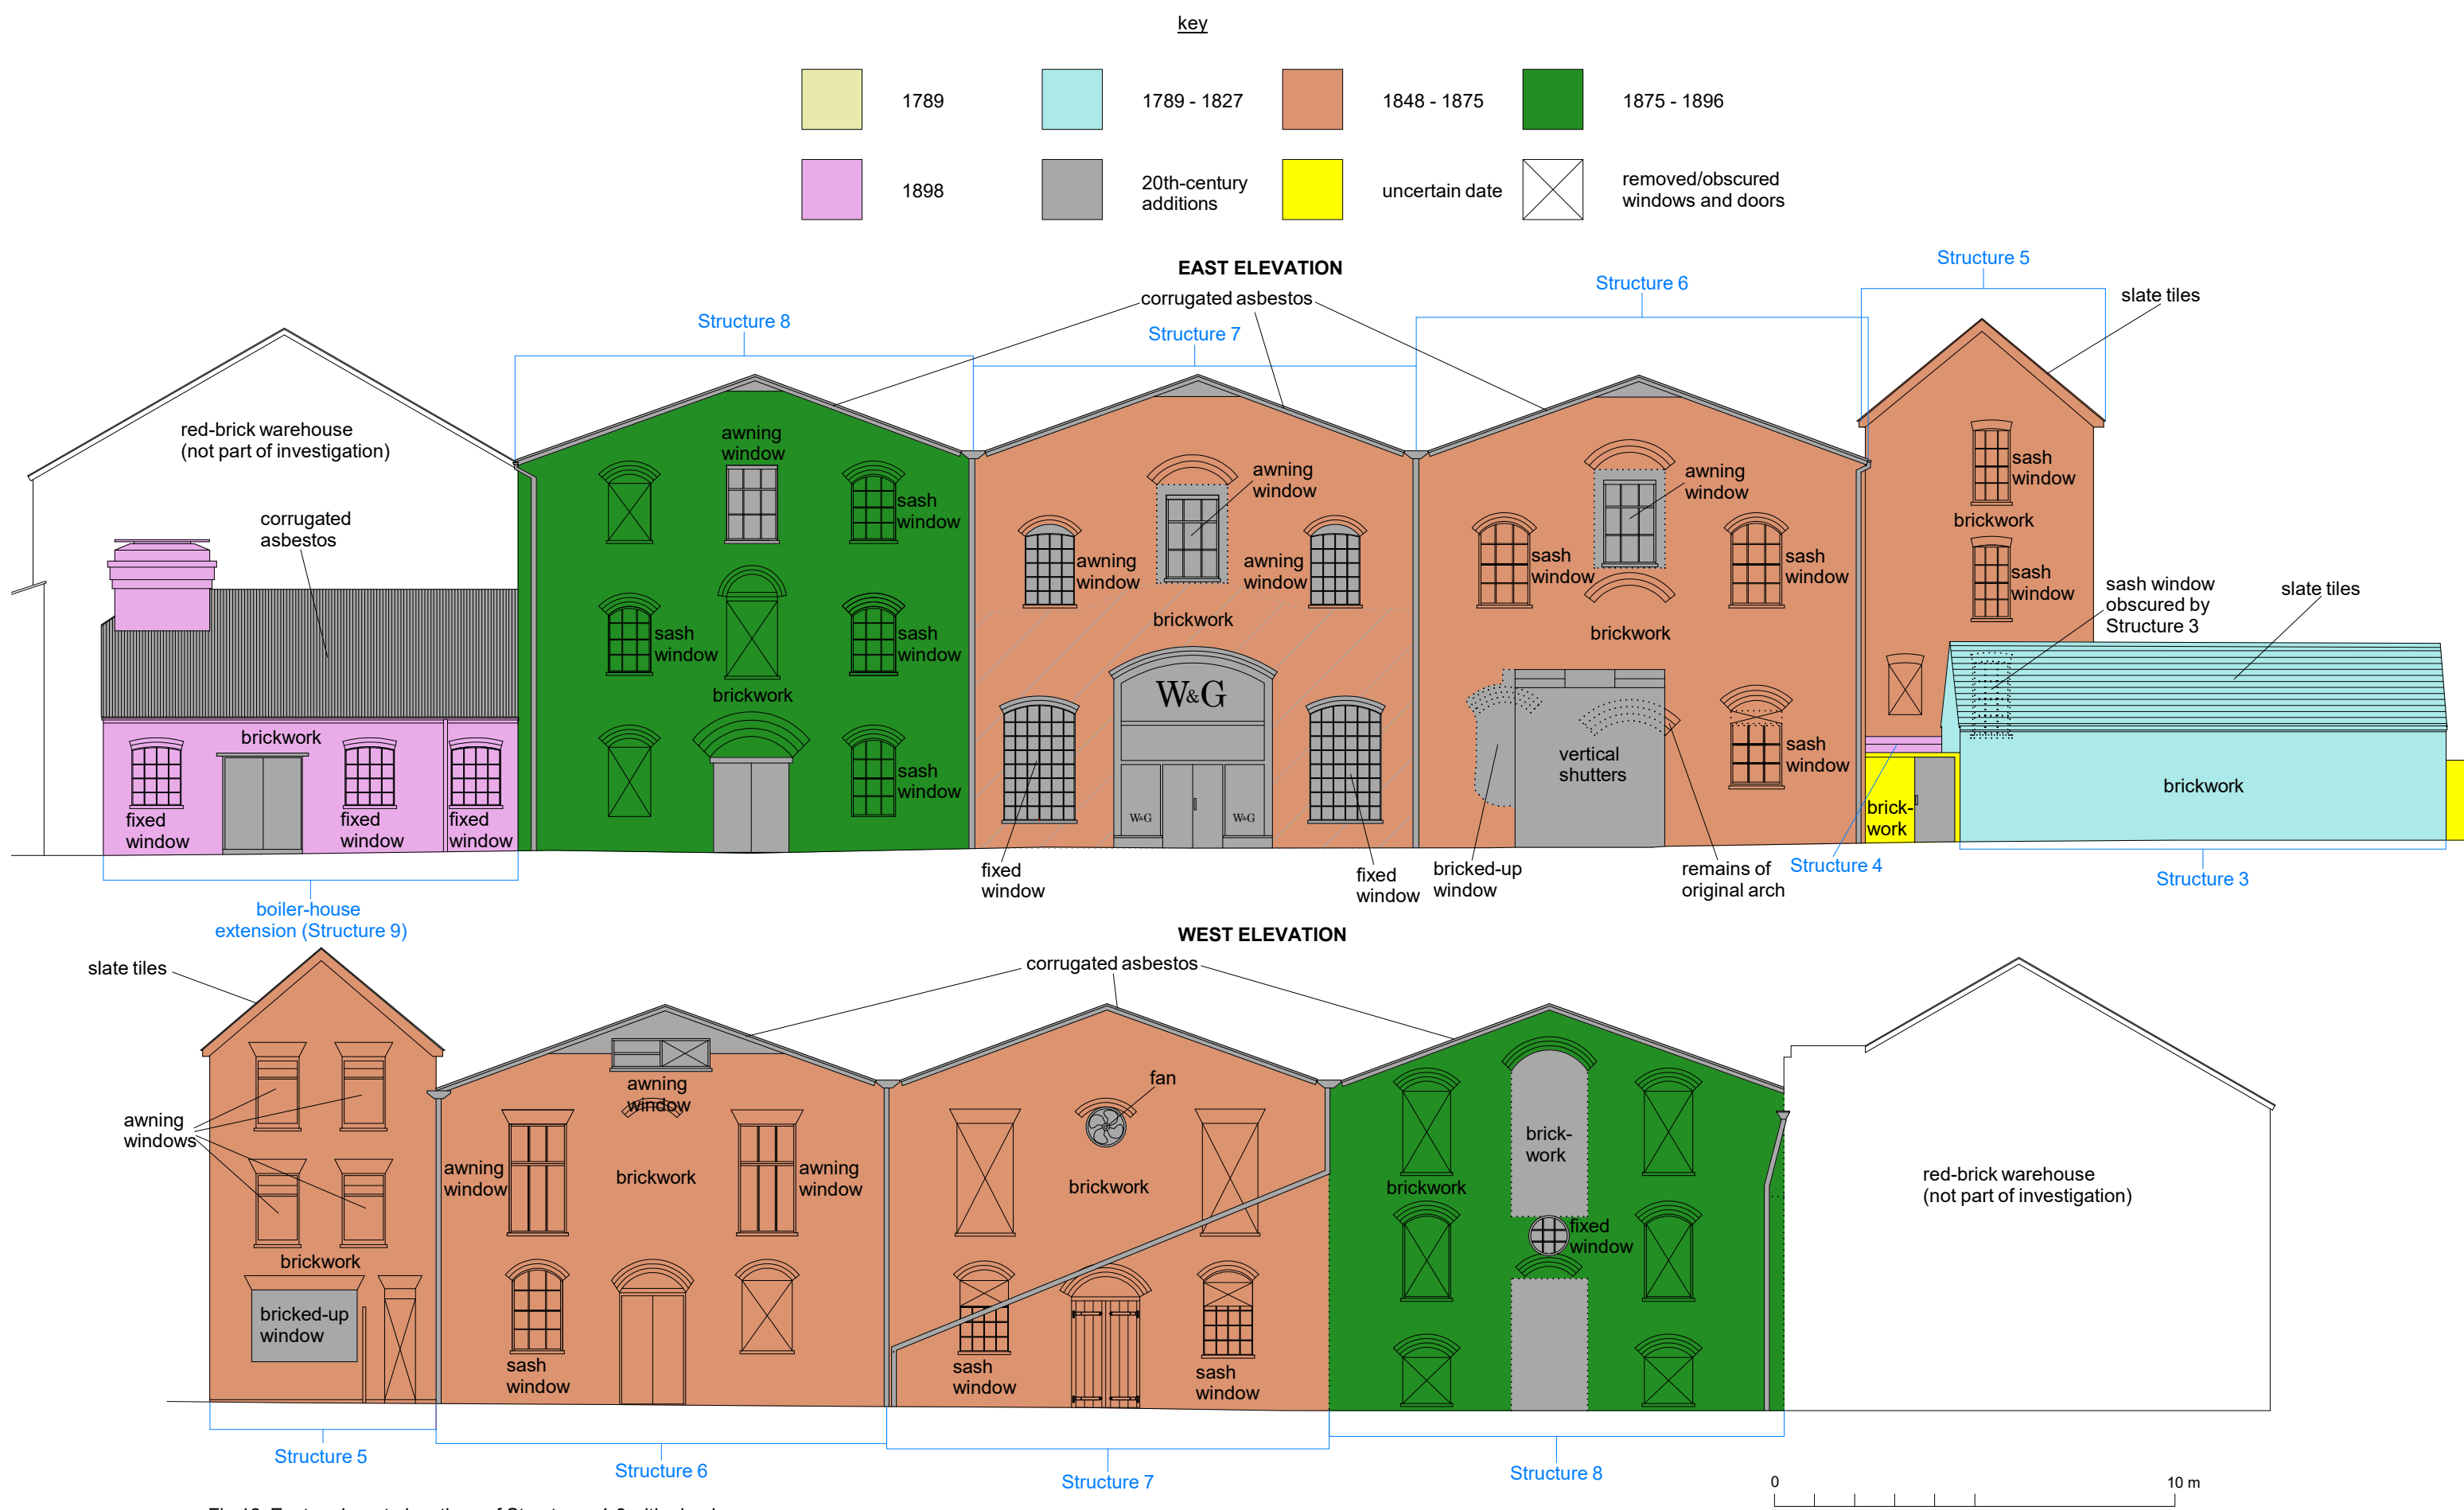 key
1789
1789 - 1827
1848 - 1875
1875 - 1896
1898
20th-century
additions
uncertain date
removed/obscured
windows and doors
EAST ELEVATION
corrugated asbestos
Structure 8
Structure 7
Structure 6
Structure 5
slate tiles
red-brick warehouse
(not part of investigation)
corrugated
asbestos
brickwork
fixed
window
fixed
window
fixed
window
boiler-house
extension (Structure 9)
awning
window
sash
window
sash
window
sash
window
brickwork
sash
window
awning
window
awning
window
awning
window
brickwork
W&G
W&G
W&G
fixed
window
fixed
window
awning
window
sash
window
sash
window
brickwork
vertical
shutters
sash
window
bricked-up
window
remains of
original arch
sash
window
brickwork
sash
window
sash window
obscured by
Structure 3
slate tiles
brick-
work
brickwork
Structure 4
Structure 3
WEST ELEVATION
slate tiles
corrugated asbestos
awning
windows
brickwork
bricked-up
window
awning
window
awning
window
brickwork
awning
window
sash
window
fan
brickwork
sash
window
sash
window
brick-
work
brickwork
fixed
window
red-brick warehouse
(not part of investigation)
Structure 5
Structure 6
Structure 7
Structure 8
0
10 m